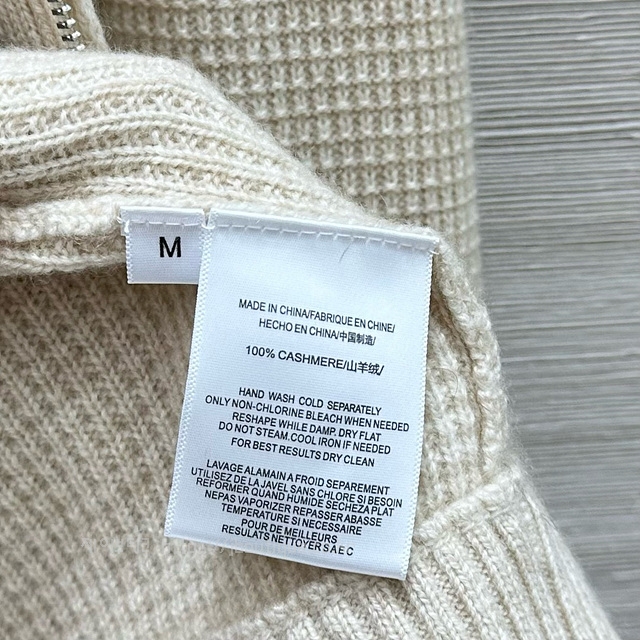 M
MADE IN CHINA/FABRIQUE EN CHINE/
HECHO EN CHINA/中国制造/
100% CASHMERE/山羊绒/
HAND WASH COLD SEPARATELY
ONLY NON-CHLORINE BLEACH WHEN NEEDED
RESHAPE WHILE DAMP. DRY FLAT
DO NOT STEAM.COOL IRON IF NEEDED
FOR BEST RESULTS DRY CLEAN
LAVAGE ALAMAIN A FROID SEPAREMENT
UTILISEZ DE LA JAVEL SANS CHLORE SI BESOIN
REFORMER QUAND HUMIDE SECHEZA PLAT
NEPAS VAPORIZER REPASSER ABASSE
TEMPERATURE SI NECESSAIRE
POUR DE MEILLEURS
RESULATS NETTOYER SAEC